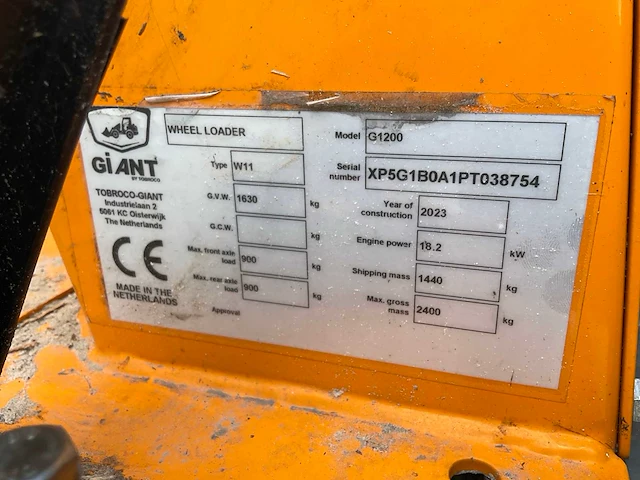 WHEEL LOADER
Model G1200
GiANT
BY TOBROCO
Type W11
Serial number XP5G1B0A1PT038754
TOBROCO-GIANT
Industrielaan 2
5061 KC Oisterwijk
The Netherlands
G.V.W. 1630 kg
Year of construction 2023
G.C.W. kg
Engine power 18.2 kW
CE
Max. front axle load 900 kg
Shipping mass 1440 kg
Max. rear axle load 900 kg
Max. gross mass 2400 kg
MADE IN THE
NETHERLANDS
Approval